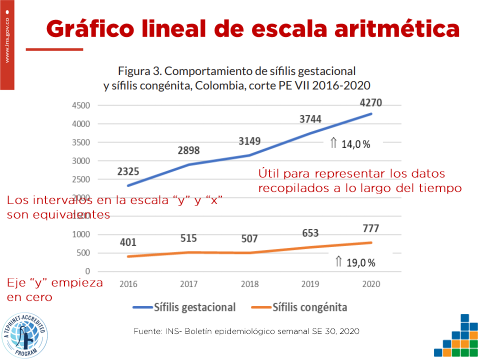 www.ins.gov.co
Gráfico lineal de escala aritmética
Figura 3. Comportamiento de sífilis gestacional
y sífilis congénita, Colombia, corte PE VII 2016-2020
4500
4000
3500
3000
2500
2000
1500
1000
500
0
2325
2898
3149
3744
4270
⇑ 14,0 %
Útil para representar los datos
recopilados a lo largo del tiempo
Los intervalos en la escala “y” y “x”
son equivalentes
401
515
507
653
777
⇑ 19,0 %
Eje “y” empieza
en cero
2016
2017
2018
2019
2020
Sífilis gestacional
Sífilis congénita
Fuente: INS- Boletín epidemiológico semanal SE 30, 2020
A TEPHINET ACCREDITED
PROGRAM